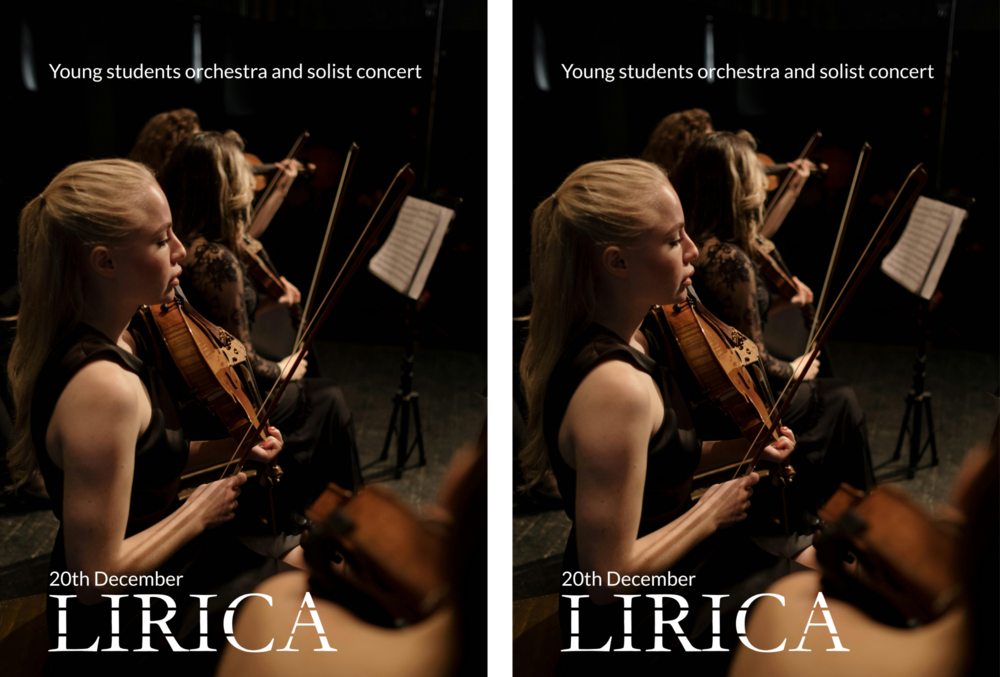 Young students orchestra and solist concert
20th December
LIRICA
Young students orchestra and solist concert
20th December
LIRICA